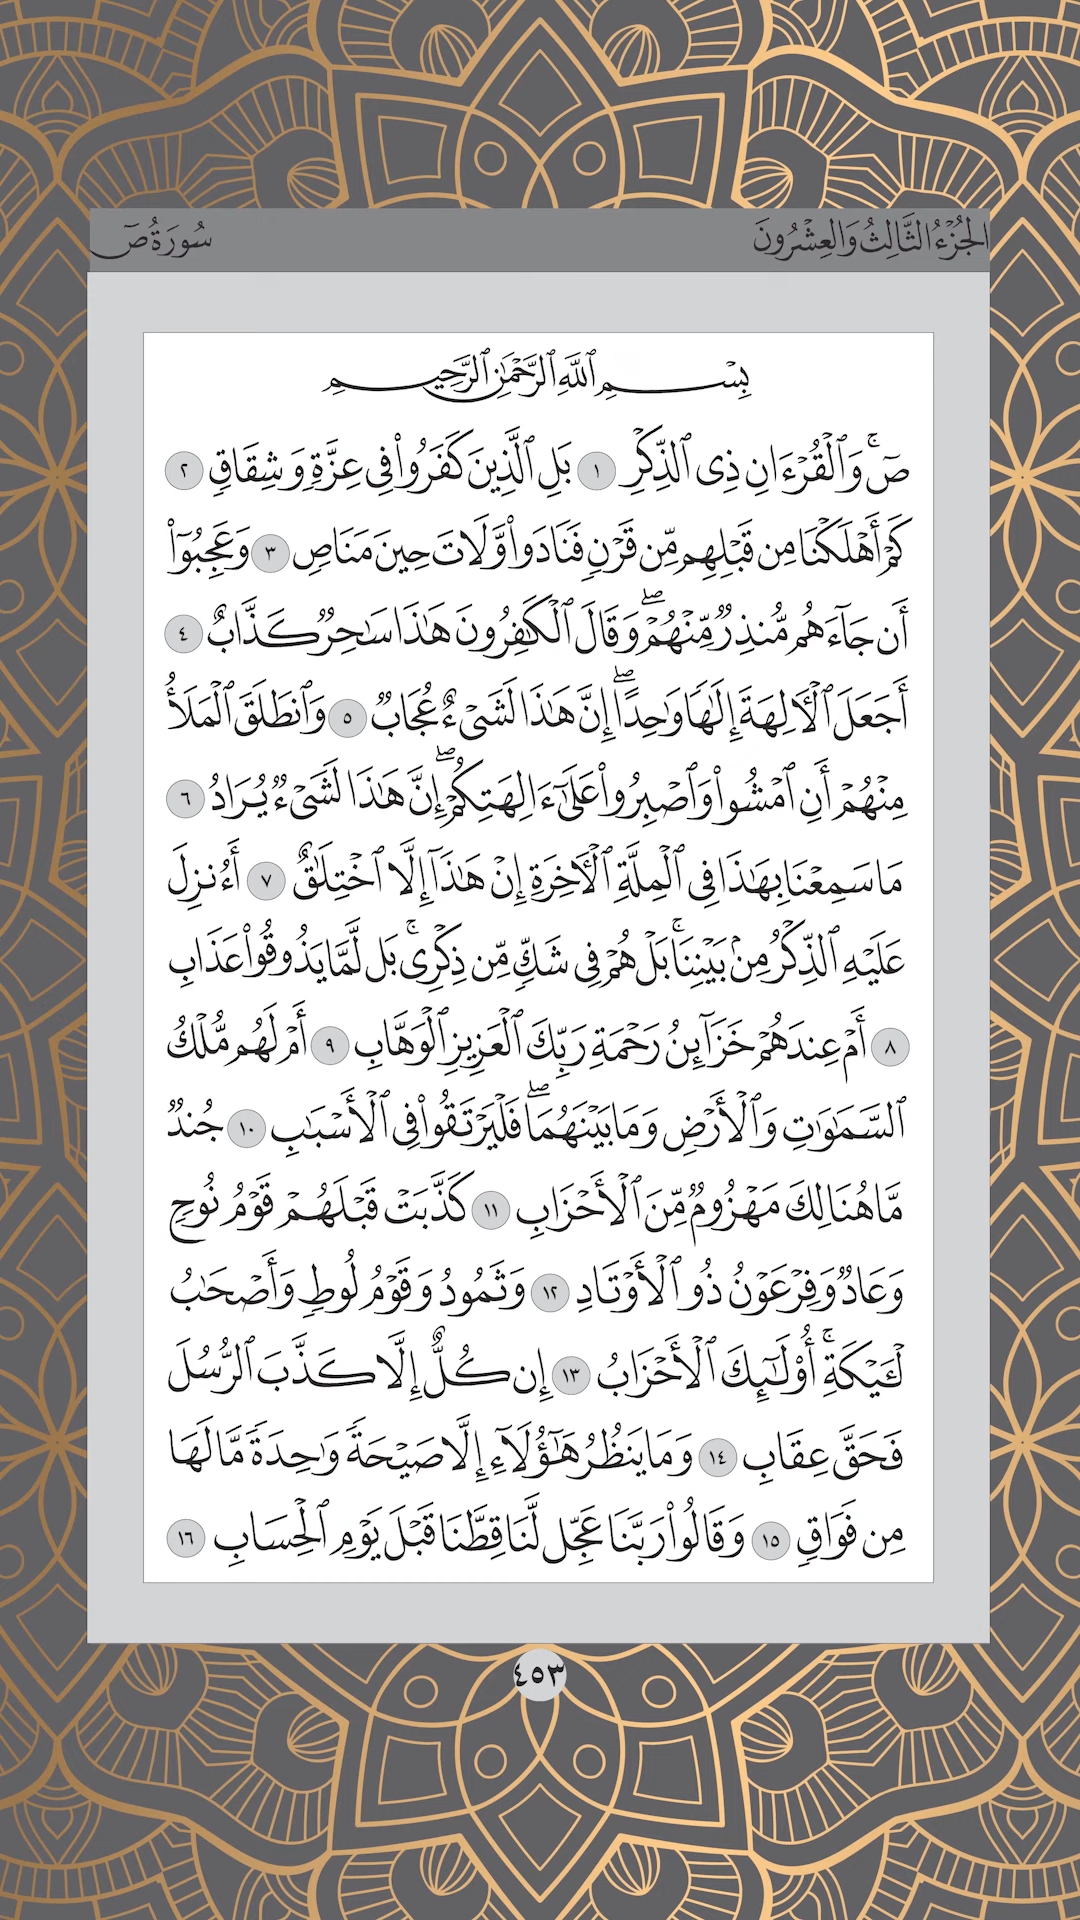 الجُزْءُ الثَّالِثُ وَالعِشْرُونَ
سُورَةُ صٓ
بِسْمِ ٱللَّهِ ٱلرَّحْمَٰنِ ٱلرَّحِيمِ
صٓۚ وَٱلْقُرْءَانِ ذِى ٱلذِّكْرِ ١ بَلِ ٱلَّذِينَ كَفَرُوا۟ فِى عِزَّةٍ وَشِقَاقٍ ٢
كَمْ أَهْلَكْنَا مِن قَبْلِهِم مِّن قَرْنٍ فَنَادَوا۟ وَّلَاتَ حِينَ مَنَاصٍ ٣ وَعَجِبُوٓا۟
أَن جَآءَهُم مُّنذِرٌ مِّنْهُمْۖ وَقَالَ ٱلْكَٰفِرُونَ هَٰذَا سَٰحِرٌ كَذَّابٌ ٤
أَجَعَلَ ٱلْءَالِهَةَ إِلَٰهًا وَٰحِدًاۖ إِنَّ هَٰذَا لَشَىْءٌ عُجَابٌ ٥ وَٱنطَلَقَ ٱلْمَلَأُ
مِنْهُمْ أَنِ ٱمْشُوا۟ وَٱصْبِرُوا۟ عَلَىٰٓ ءَالِهَتِكُمْۖ إِنَّ هَٰذَا لَشَىْءٌ يُرَادُ ٦
مَا سَمِعْنَا بِهَٰذَا فِى ٱلْمِلَّةِ ٱلْءَاخِرَةِ إِنْ هَٰذَآ إِلَّا ٱخْتِلَٰقٌ ٧ أَءُنزِلَ
عَلَيْهِ ٱلذِّكْرُ مِنۢ بَيْنِنَاۚ بَلْ هُمْ فِى شَكٍّ مِّن ذِكْرِىۚ بَل لَّمَّا يَذُوقُوا۟ عَذَابِ
٨ أَمْ عِندَهُمْ خَزَآئِنُ رَحْمَةِ رَبِّكَ ٱلْعَزِيزِ ٱلْوَهَّابِ ٩ أَمْ لَهُم مُّلْكُ
ٱلسَّمَٰوَٰتِ وَٱلْأَرْضِ وَمَا بَيْنَهُمَاۖ فَلْيَرْتَقُوا۟ فِى ٱلْأَسْبَٰبِ ١٠ جُندٌ
مَّا هُنَالِكَ مَهْزُومٌ مِّنَ ٱلْأَحْزَابِ ١١ كَذَّبَتْ قَبْلَهُمْ قَوْمُ نُوحٍ
وَعَادٌ وَفِرْعَوْنُ ذُو ٱلْأَوْتَادِ ١٢ وَثَمُودُ وَقَوْمُ لُوطٍ وَأَصْحَٰبُ
لْـَٔيْكَةِۚ أُو۟لَٰٓئِكَ ٱلْأَحْزَابُ ١٣ إِن كُلٌّ إِلَّا كَذَّبَ ٱلرُّسُلَ
فَحَقَّ عِقَابِ ١٤ وَمَا يَنظُرُ هَٰٓؤُلَآءِ إِلَّا صَيْحَةً وَٰحِدَةً مَّا لَهَا
مِن فَوَاقٍ ١٥ وَقَالُوا۟ رَبَّنَا عَجِّل لَّنَا قِطَّنَا قَبْلَ يَوْمِ ٱلْحِسَابِ ١٦
٤٥٣